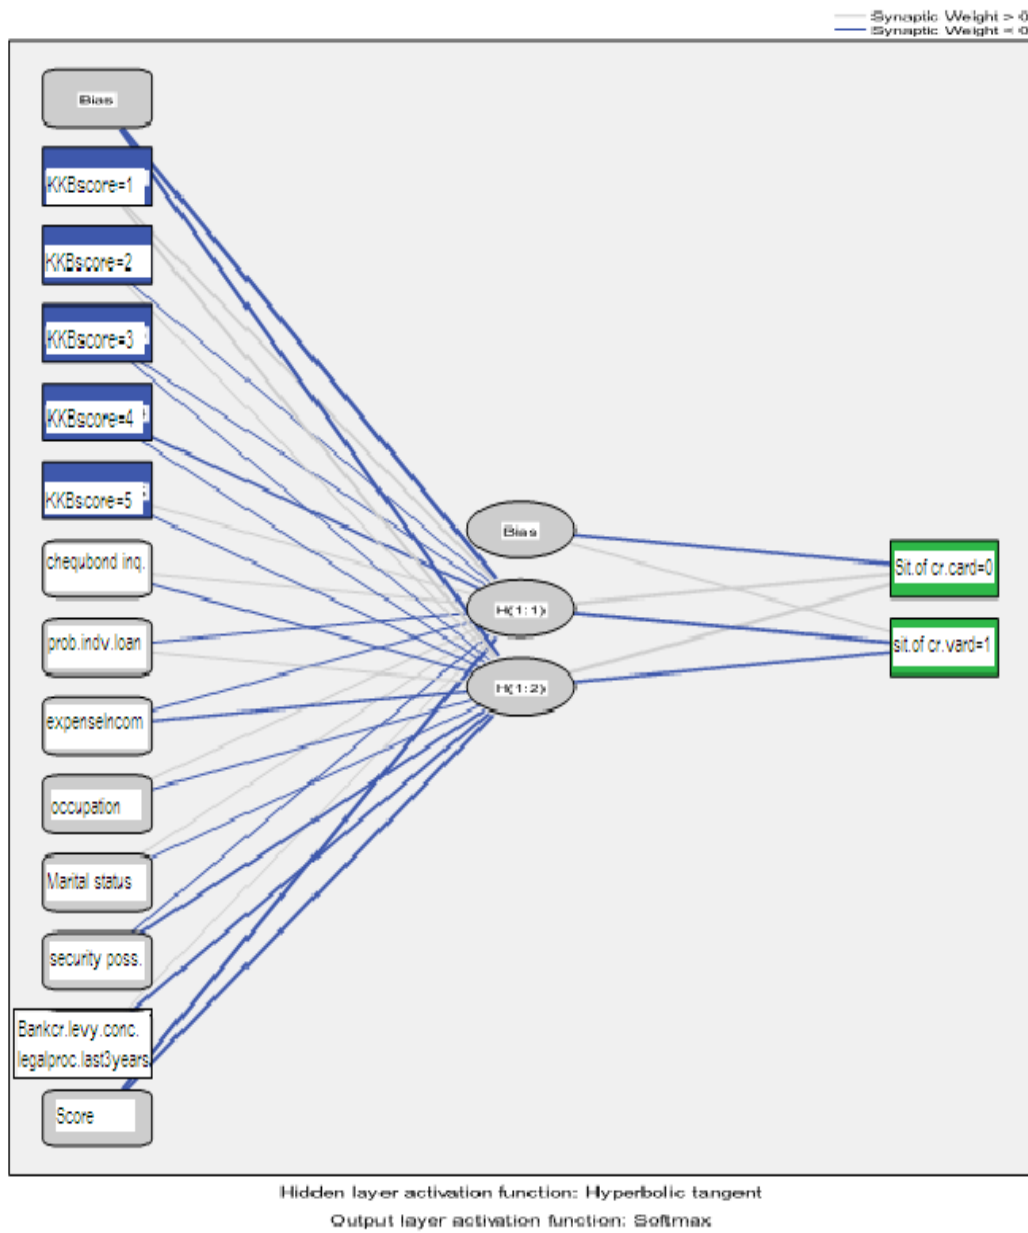 Synaptic Weight > 0
Synaptic Weight < 0
Bias
KKBscore=1
KKBscore=2
KKBscore=3
KKBscore=4
KKBscore=5
chequbond inq.
prob.indv.loan
expenseIncom
occupation
Marital status
security poss.
Bankcr.levy.conc.
legalproc.last3years
Score
Bias
H(1:1)
H(1:2)
Sit.of cr.card=0
sit.of cr.vard=1
Hidden layer activation function: Hyperbolic tangent
Output layer activation function: Softmax